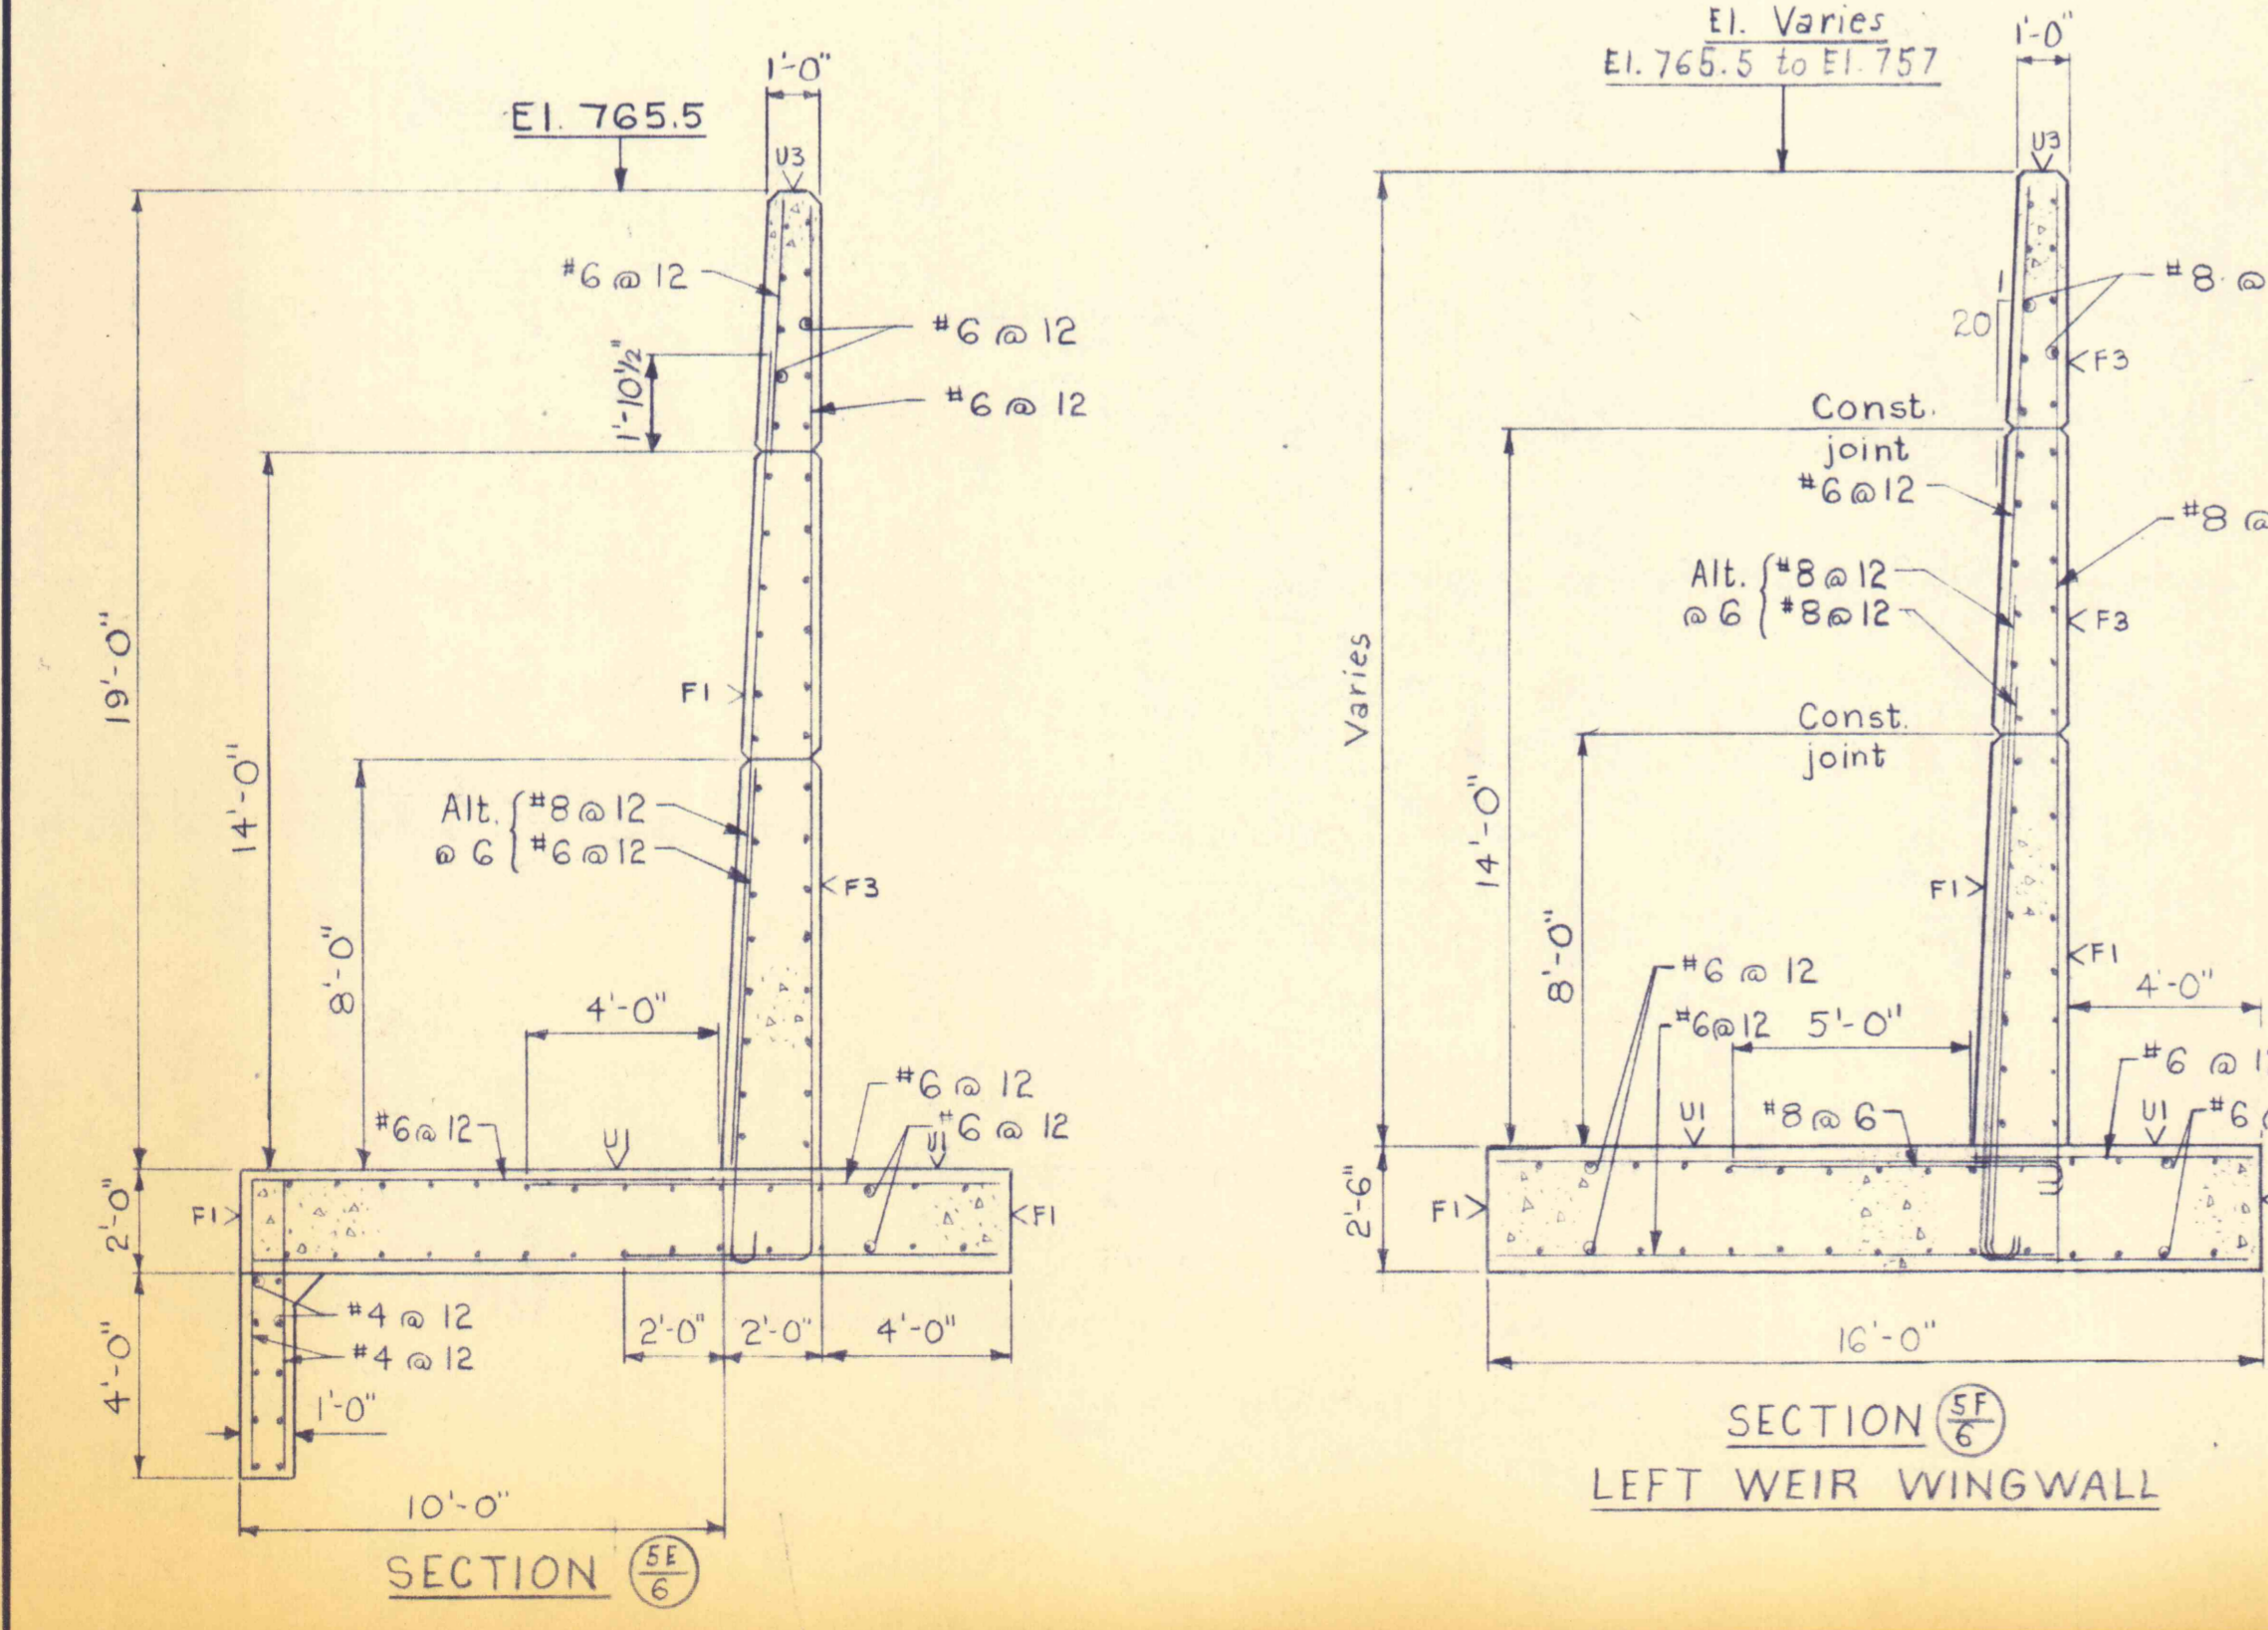 El. 765.5
1'-0"
U3
#6 @ 12
#6 @ 12
#6 @ 12
1'-10½"
19'-0"
14'-0"
8'-0"
F1
Alt. @ 6
#8 @ 12
#6 @ 12
F3
4'-0"
#6 @ 12
U1
#6 @ 12
#6 @ 12
U1
2'-0"
F1
F1
4'-0"
#4 @ 12
#4 @ 12
1'-0"
2'-0"
2'-0"
4'-0"
10'-0"
SECTION 5E/6
El. Varies
El. 765.5 to El. 757
1'-0"
U3
#8 @
1
20
F3
Const.
joint
#6 @ 12
#8 @
Alt. @ 6
#8 @ 12
#8 @ 12
F3
Varies
Const.
joint
14'-0"
8'-0"
F1
F1
#6 @ 12
#6 @ 12
5'-0"
4'-0"
#6 @
U1
#8 @ 6
U1
#6
2'-6"
F1
16'-0"
SECTION 5F/6
LEFT WEIR WINGWALL